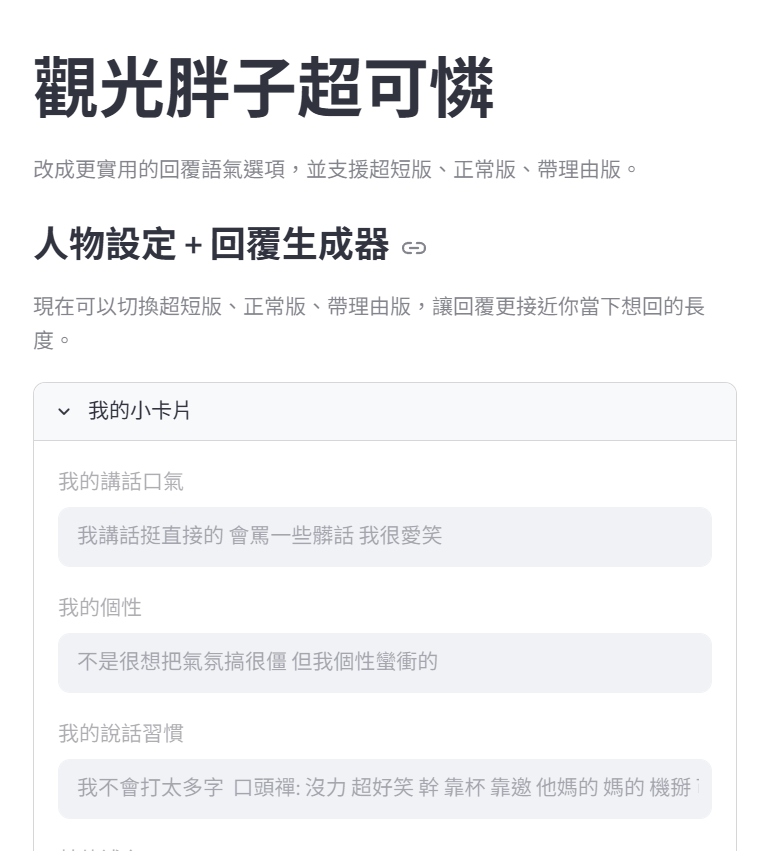 觀光胖子超可憐
改成更實用的回覆語氣選項，並支援超短版、正常版、帶理由版。
人物設定 + 回覆生成器
現在可以切換超短版、正常版、帶理由版，讓回覆更接近你當下想回的長
度。
我的小卡片
我的講話口氣
我講話挺直接的 會罵一些髒話 我很愛笑
我的個性
不是很想把氣氛搞很僵 但我個性蠻衝的
我的說話習慣
我不會打太多字  口頭禪: 沒力 超好笑 幹 靠杯 靠邀 他媽的 媽的 機掰